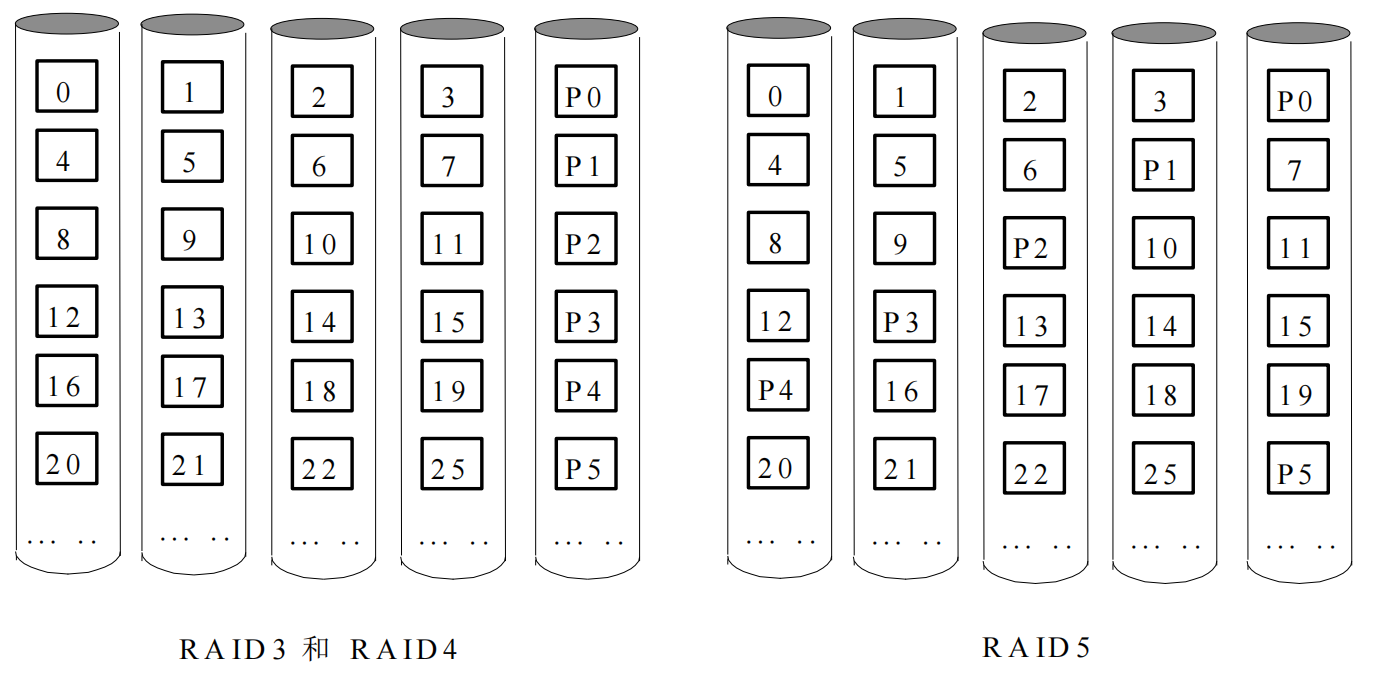 0 1 2 3 P0
4 5 6 7 P1
8 9 10 11 P2
12 13 14 15 P3
16 17 18 19 P4
20 21 22 25 P5
... .. ... .. ... .. ... .. ... ..
RAID3 和 RAID4
0 1 2 3 P0
4 5 6 P1 7
8 9 P2 10 11
12 P3 13 14 15
P4 16 17 18 19
20 21 22 25 P5
... .. ... .. ... .. ... .. ... ..
RAID5